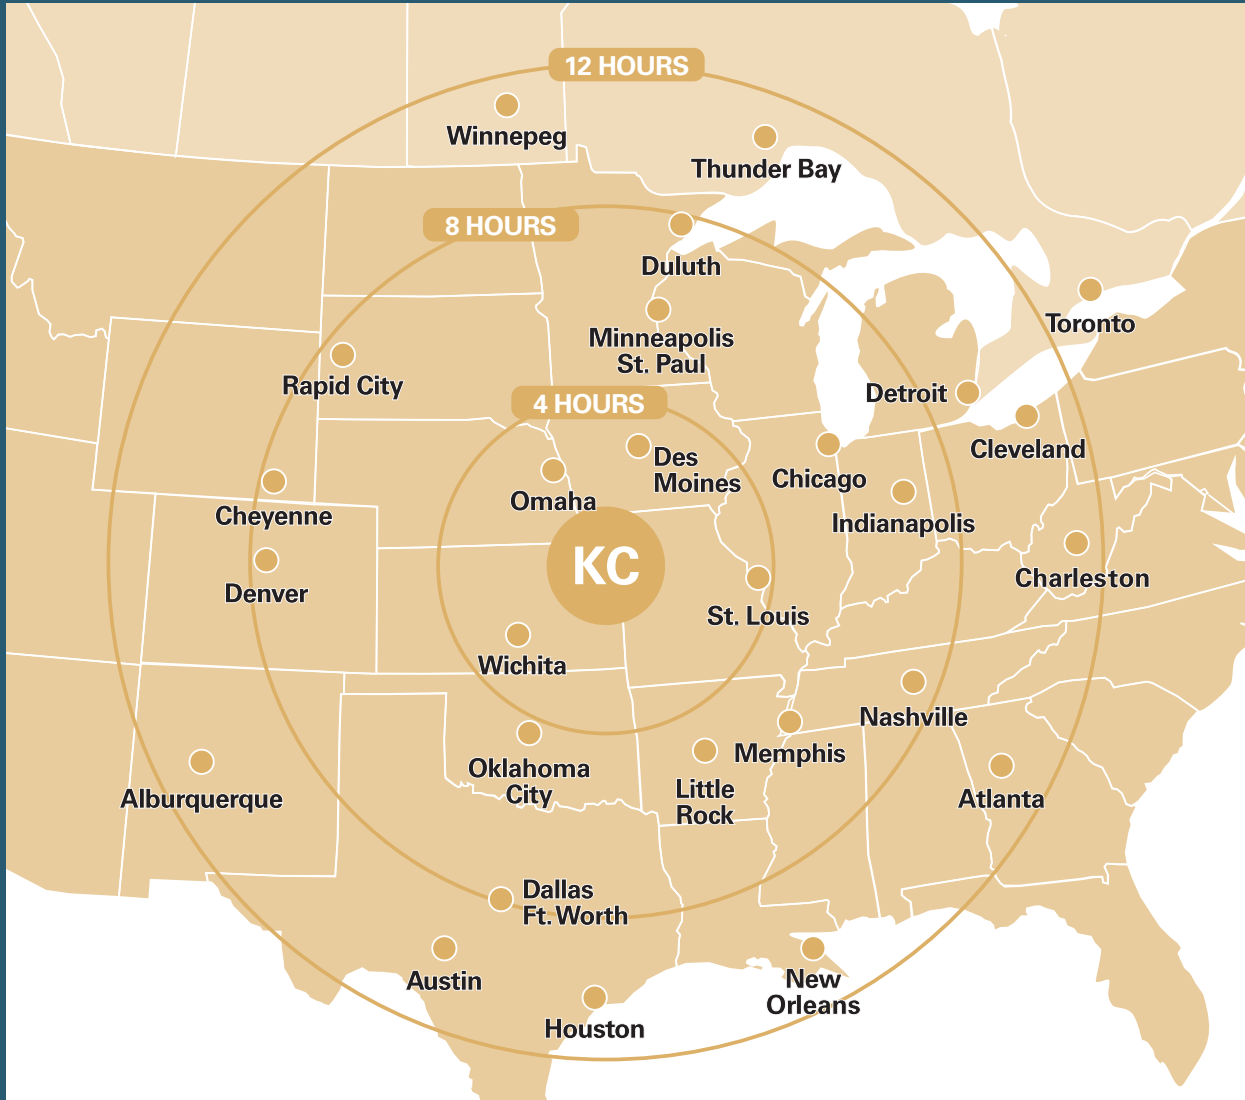 12 HOURS
Winnepeg
Thunder Bay
8 HOURS
Duluth
Toronto
Minneapolis
St. Paul
Rapid City
Detroit
4 HOURS
Cleveland
Des
Moines
Chicago
Omaha
Cheyenne
Indianapolis
KC
Charleston
Denver
St. Louis
Wichita
Nashville
Memphis
Oklahoma
City
Little
Rock
Alburquerque
Atlanta
Dallas
Ft. Worth
Austin
New
Orleans
Houston